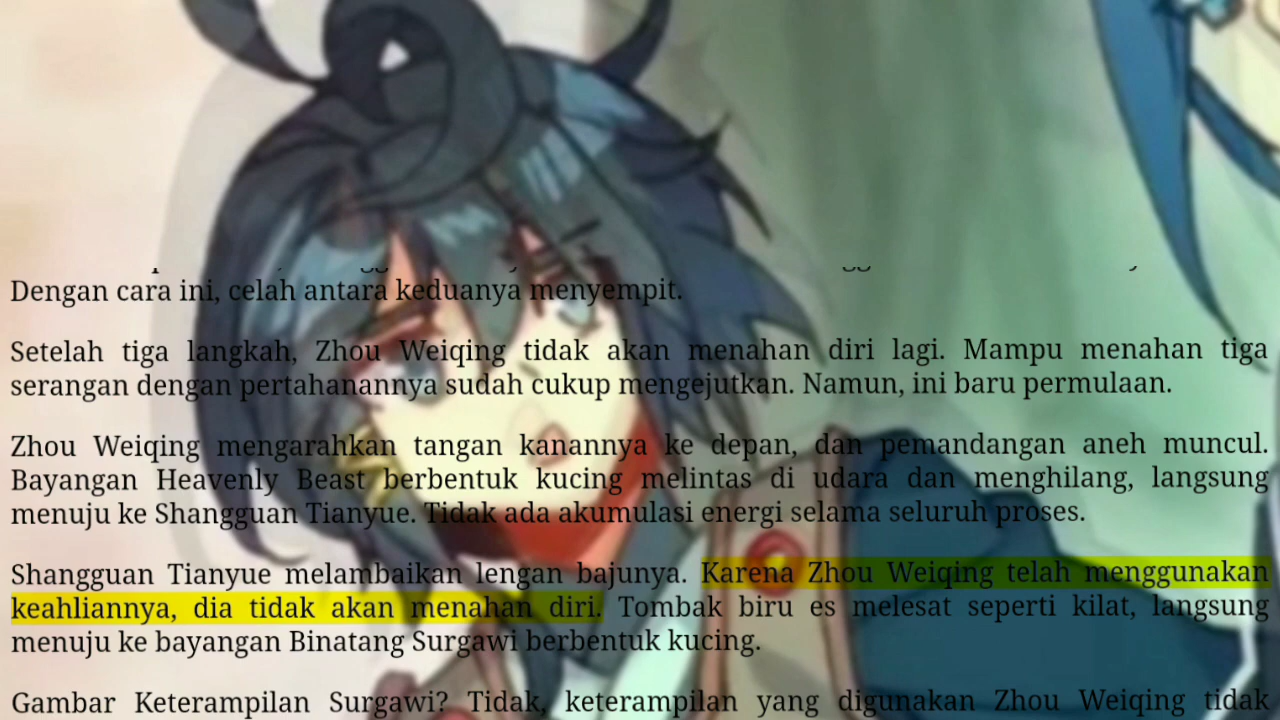 Dengan cara ini, celah antara keduanya menyempit.
Setelah tiga langkah, Zhou Weiqing tidak akan menahan diri lagi. Mampu menahan tiga
serangan dengan pertahanannya sudah cukup mengejutkan. Namun, ini baru permulaan.
Zhou Weiqing mengarahkan tangan kanannya ke depan, dan pemandangan aneh muncul.
Bayangan Heavenly Beast berbentuk kucing melintas di udara dan menghilang, langsung
menuju ke Shangguan Tianyue. Tidak ada akumulasi energi selama seluruh proses.
Shangguan Tianyue melambaikan lengan bajunya. Karena Zhou Weiqing telah menggunakan
keahliannya, dia tidak akan menahan diri. Tombak biru es melesat seperti kilat, langsung
menuju ke bayangan Binatang Surgawi berbentuk kucing.
Gambar Keterampilan Surgawi? Tidak, keterampilan yang digunakan Zhou Weiqing tidak